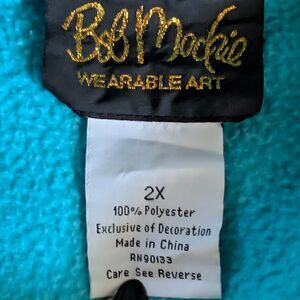 Bob Mackie
WEARABLE ART
2X
100% Polyester
Exclusive of Decoration
Made in China
RN90133
Care See Reverse